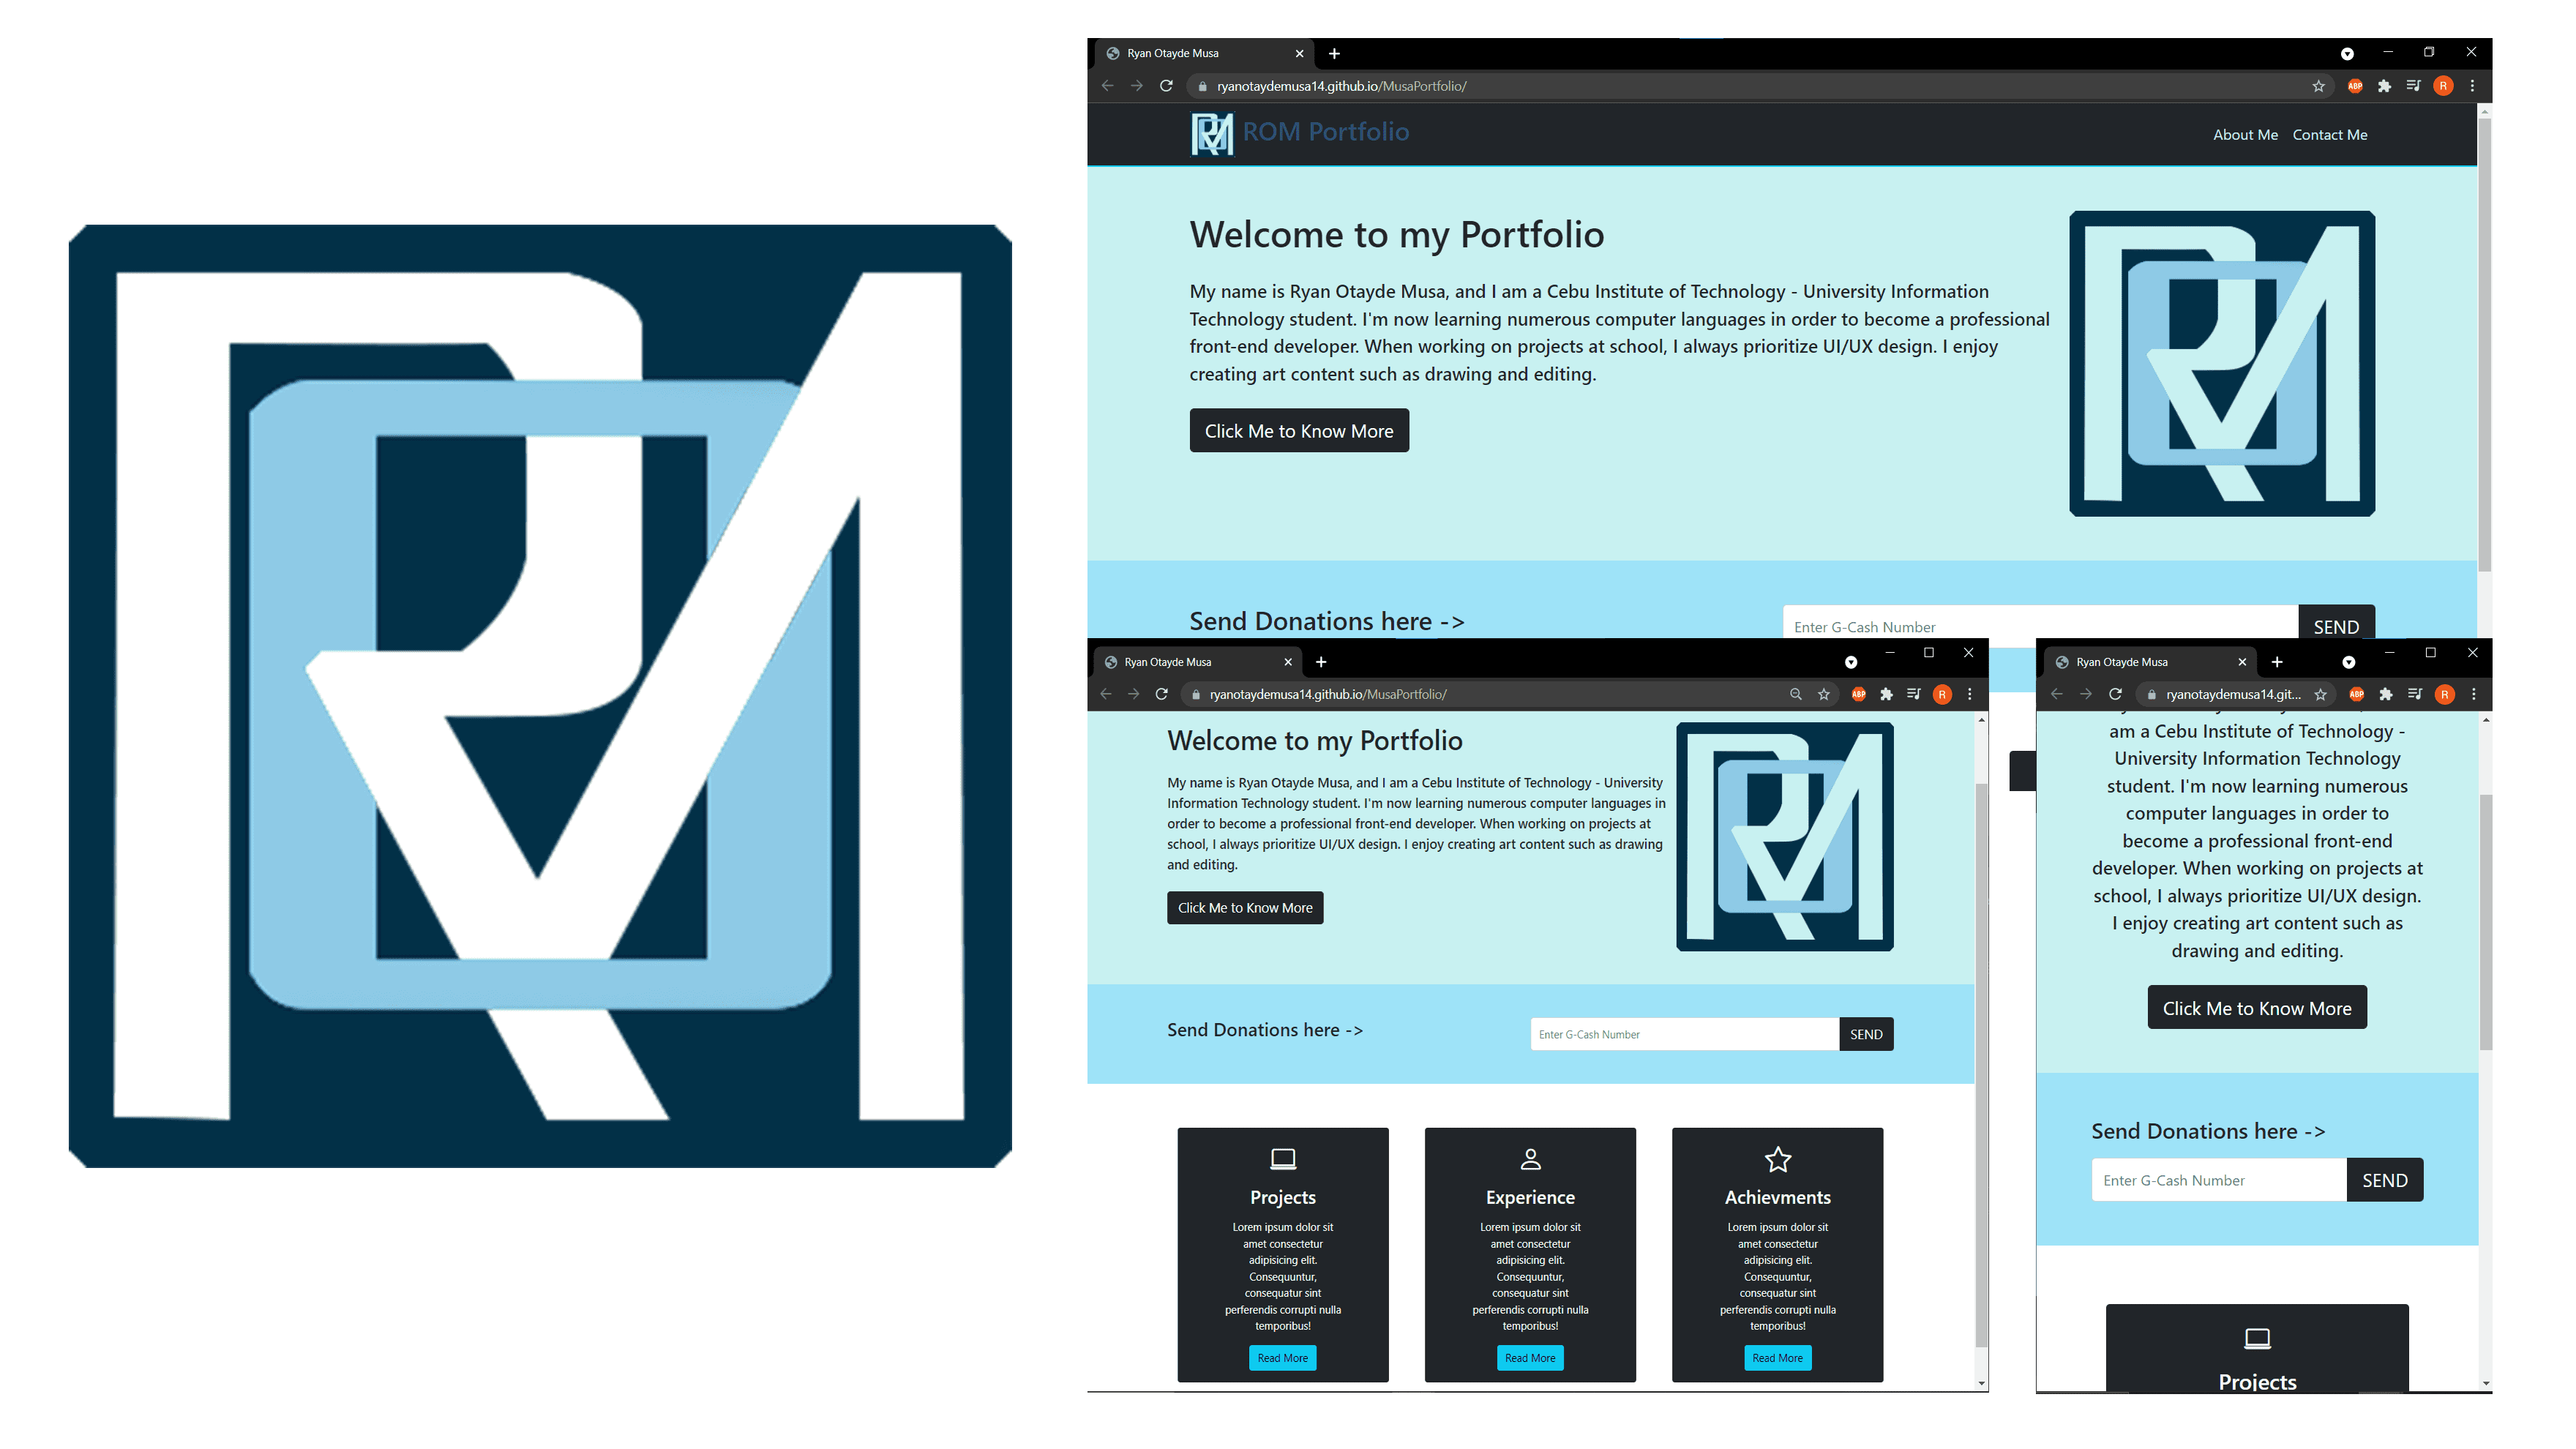 ROM
Ryan Otayde Musa
ryanotaydemusa14.github.io/MusaPortfolio/
ABP
R
ROM
ROM Portfolio
About Me
Contact Me
Welcome to my Portfolio
My name is Ryan Otayde Musa, and I am a Cebu Institute of Technology - University Information
Technology student. I'm now learning numerous computer languages in order to become a professional
front-end developer. When working on projects at school, I always prioritize UI/UX design. I enjoy
creating art content such as drawing and editing.
Click Me to Know More
ROM
Send Donations here ->
Enter G-Cash Number
SEND
Ryan Otayde Musa
ryanotaydemusa14.github.io/MusaPortfolio/
ABP
R
Welcome to my Portfolio
My name is Ryan Otayde Musa, and I am a Cebu Institute of Technology - University
Information Technology student. I'm now learning numerous computer languages in
order to become a professional front-end developer. When working on projects at
school, I always prioritize UI/UX design. I enjoy creating art content such as drawing
and editing.
Click Me to Know More
ROM
Send Donations here ->
Enter G-Cash Number
SEND
Projects
Lorem ipsum dolor sit
amet consectetur
adipisicing elit.
Consequuntur,
consequatur sint
perferendis corrupti nulla
temporibus!
Read More
Experience
Lorem ipsum dolor sit
amet consectetur
adipisicing elit.
Consequuntur,
consequatur sint
perferendis corrupti nulla
temporibus!
Read More
Achievments
Lorem ipsum dolor sit
amet consectetur
adipisicing elit.
Consequuntur,
consequatur sint
perferendis corrupti nulla
temporibus!
Read More
Ryan Otayde Musa
ryanotaydemusa14.git...
ABP
R
am a Cebu Institute of Technology -
University Information Technology
student. I'm now learning numerous
computer languages in order to
become a professional front-end
developer. When working on projects at
school, I always prioritize UI/UX design.
I enjoy creating art content such as
drawing and editing.
Click Me to Know More
Send Donations here ->
Enter G-Cash Number
SEND
Projects